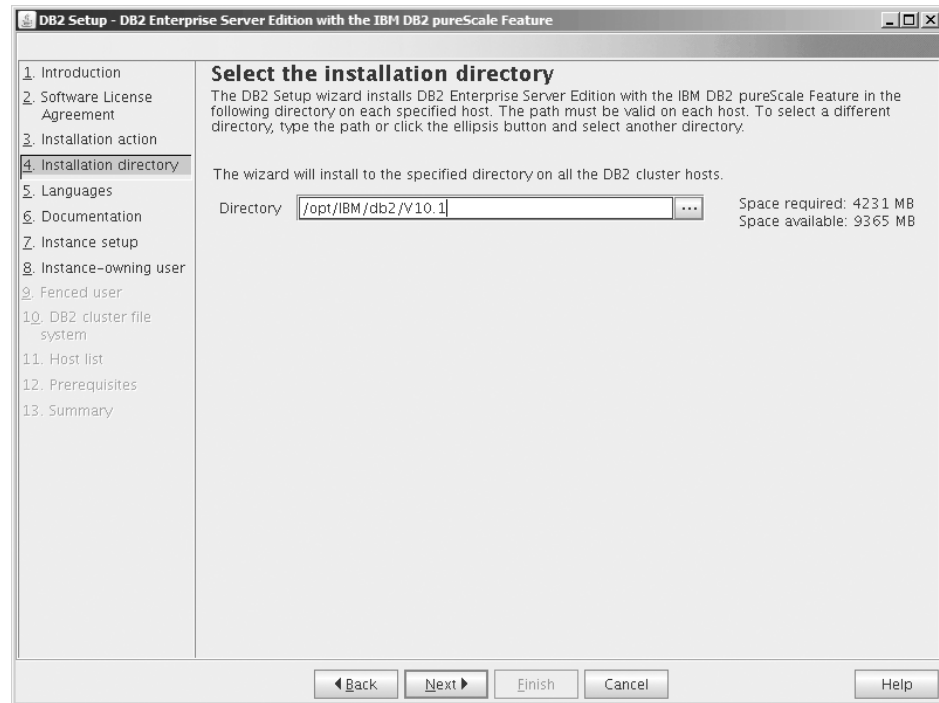 DB2 Setup - DB2 Enterprise Server Edition with the IBM DB2 pureScale Feature
1. Introduction
2. Software License
Agreement
3. Installation action
4. Installation directory
5. Languages
6. Documentation
7. Instance setup
8. Instance-owning user
9. Fenced user
10. DB2 cluster file
system
11. Host list
12. Prerequisites
13. Summary
Select the installation directory
The DB2 Setup wizard installs DB2 Enterprise Server Edition with the IBM DB2 pureScale Feature in the
following directory on each specified host. The path must be valid on each host. To select a different
directory, type the path or click the ellipsis button and select another directory.
The wizard will install to the specified directory on all the DB2 cluster hosts.
Directory /opt/IBM/db2/V10.1 ...
Space required: 4231 MB
Space available: 9365 MB
Back Next Finish Cancel Help